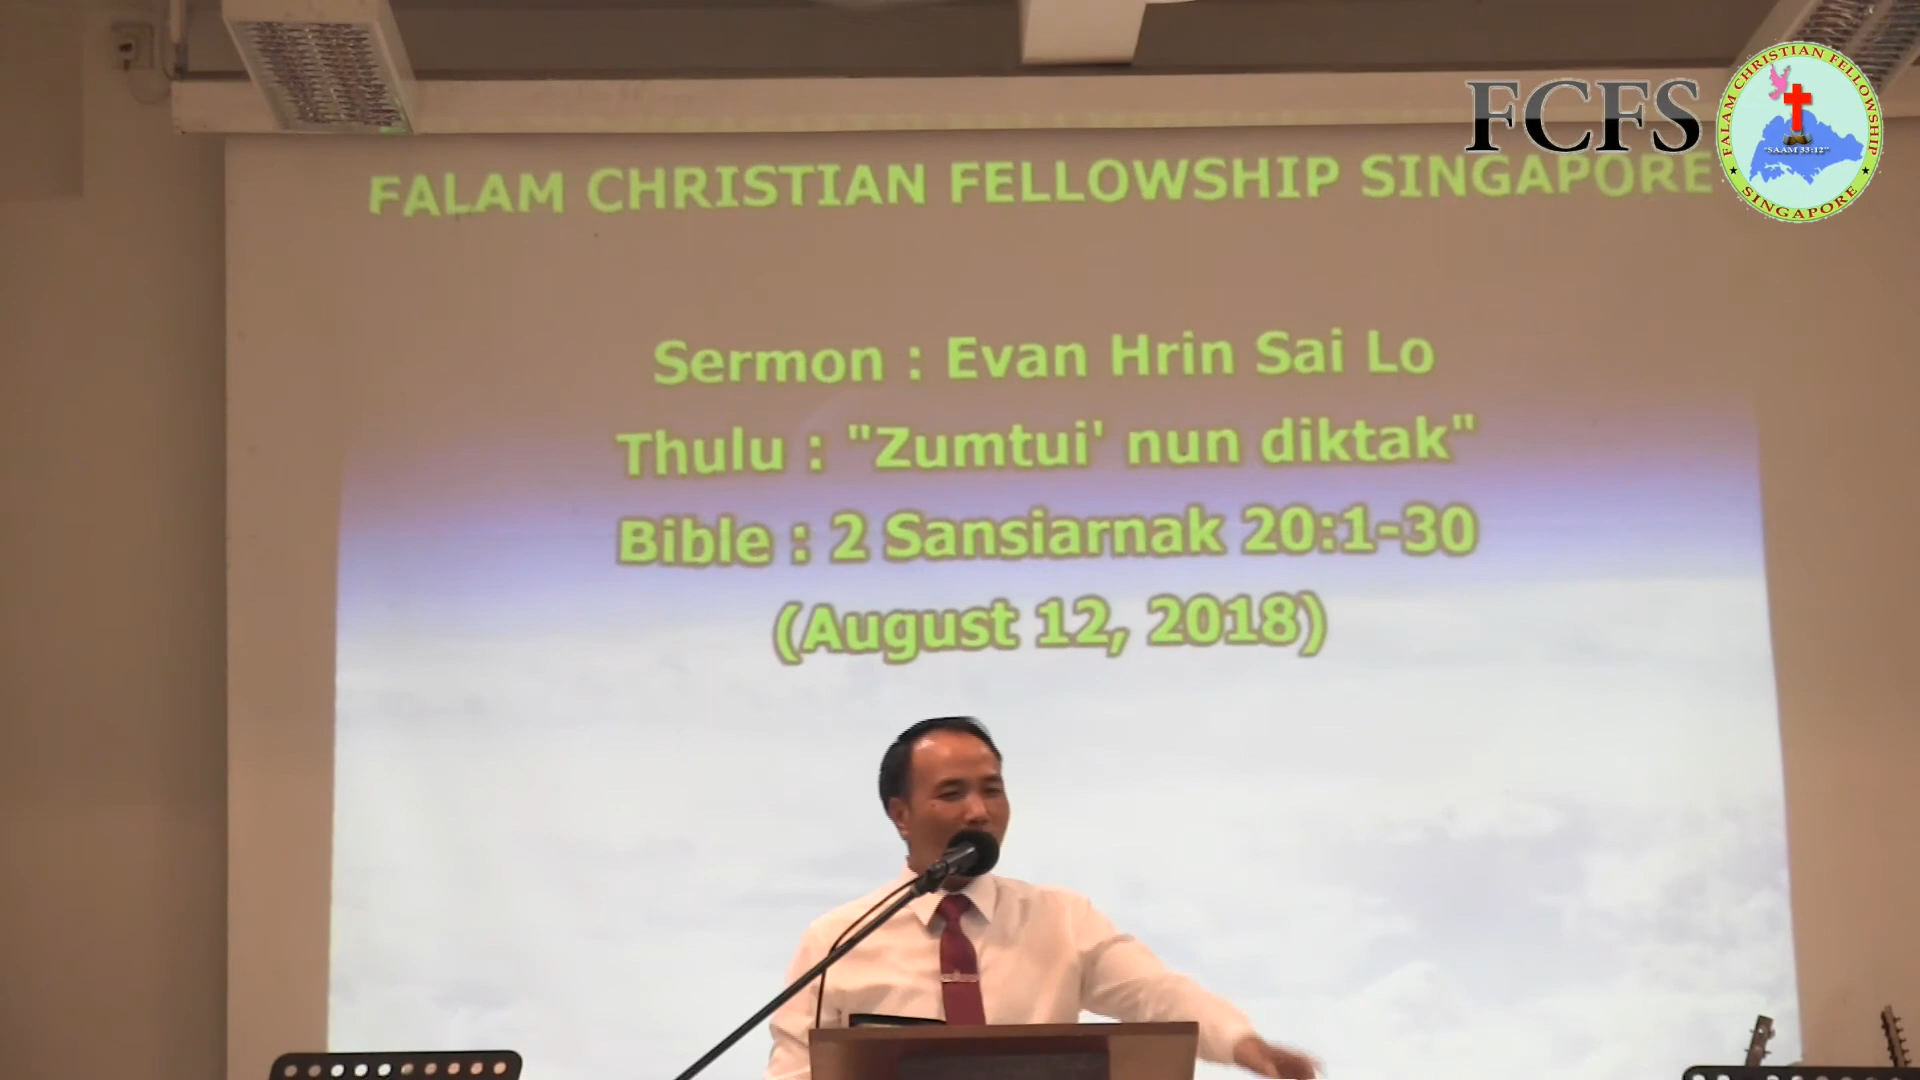 FCFS
FALAM CHRISTIAN FELLOWSHIP
"SAAM 33:12"
SINGAPORE
FALAM CHRISTIAN FELLOWSHIP SINGAPORE
Sermon : Evan Hrin Sai Lo
Thulu : "Zumtui' nun diktak"
Bible : 2 Sansiarnak 20:1-30
(August 12, 2018)